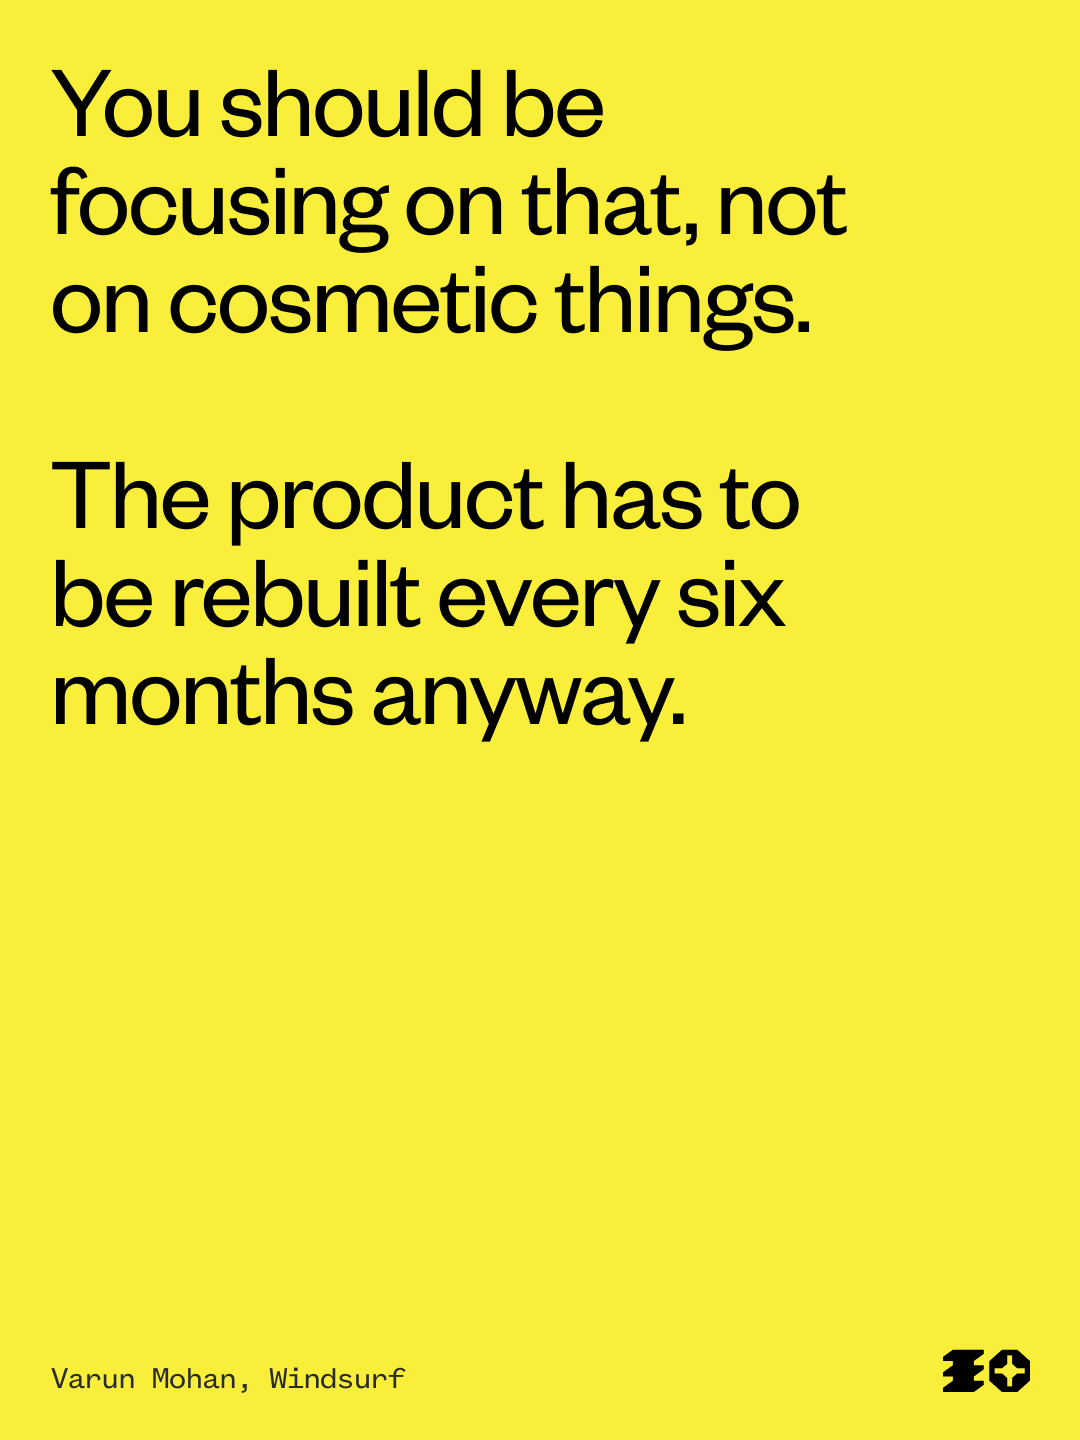 You should be
focusing on that, not
on cosmetic things.
The product has to
be rebuilt every six
months anyway.
Varun Mohan, Windsurf